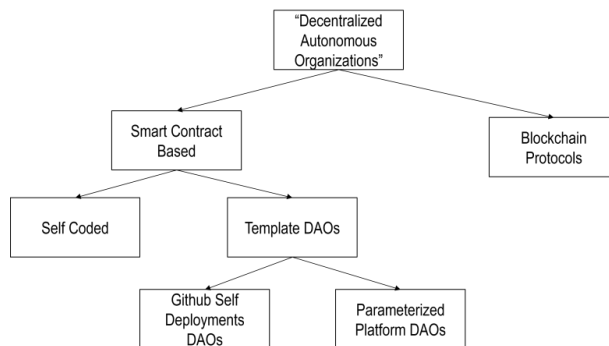 “Decentralized
Autonomous
Organizations”
Smart Contract
Based
Blockchain
Protocols
Self Coded
Template DAOs
Github Self
Deployments
DAOs
Parameterized
Platform DAOs